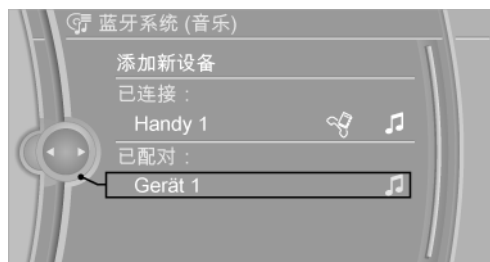 蓝牙系统 (音乐)
添加新设备
已连接：
Handy 1
已配对：
Gerät 1